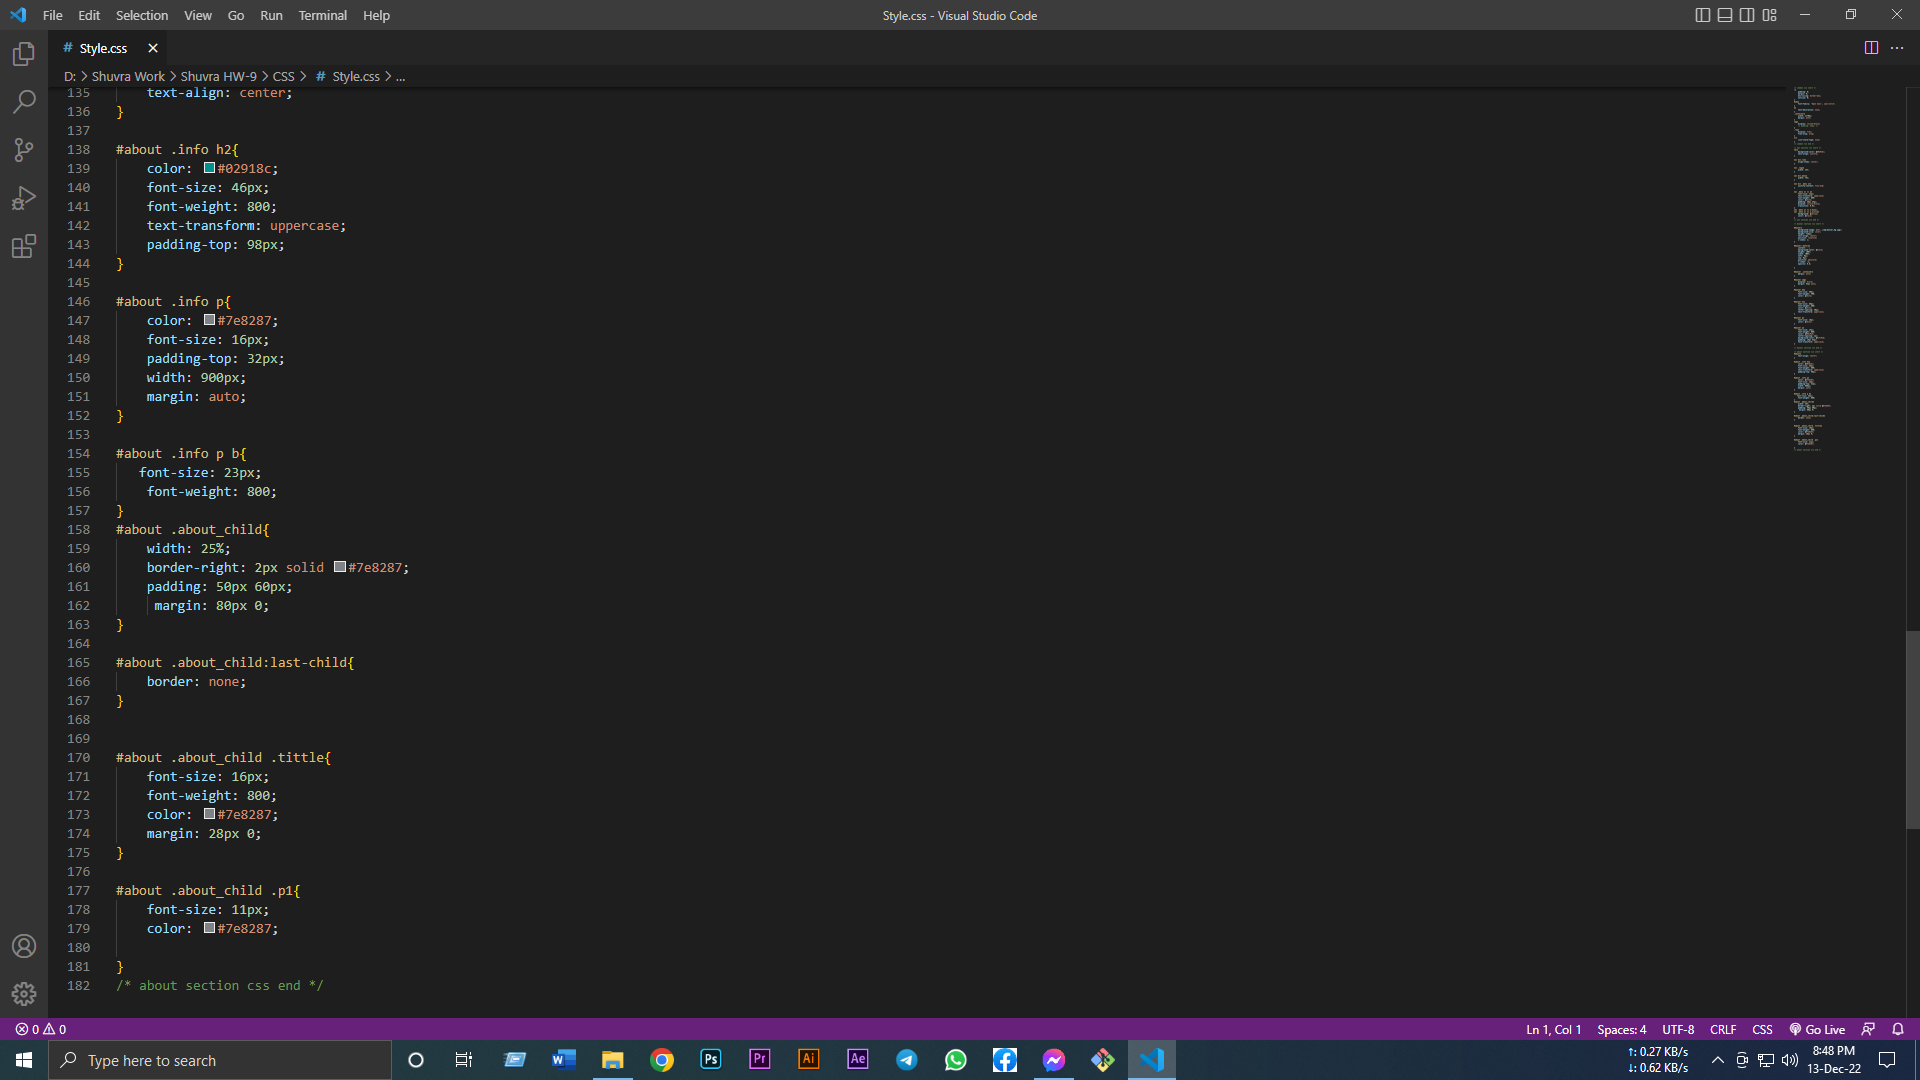 File Edit Selection View Go Run Terminal Help
Style.css - Visual Studio Code
# Style.css
D: > Shuvra Work > Shuvra HW-9 > CSS > # Style.css > ...
135 text-align: center;
136 }
137
138 #about .info h2{
139 color: #02918c;
140 font-size: 46px;
141 font-weight: 800;
142 text-transform: uppercase;
143 padding-top: 98px;
144 }
145
146 #about .info p{
147 color: #7e8287;
148 font-size: 16px;
149 padding-top: 32px;
150 width: 900px;
151 margin: auto;
152 }
153
154 #about .info p b{
155 font-size: 23px;
156 font-weight: 800;
157 }
158 #about .about_child{
159 width: 25%;
160 border-right: 2px solid #7e8287;
161 padding: 50px 60px;
162 margin: 80px 0;
163 }
164
165 #about .about_child:last-child{
166 border: none;
167 }
168
169
170 #about .about_child .tittle{
171 font-size: 16px;
172 font-weight: 800;
173 color: #7e8287;
174 margin: 28px 0;
175 }
176
177 #about .about_child .p1{
178 font-size: 11px;
179 color: #7e8287;
180
181 }
182 /* about section css end */
0 0
Ln 1, Col 1 Spaces: 4 UTF-8 CRLF CSS Go Live
Type here to search
W Ps Pr Ai Ae
↑: 0.27 KB/s
↓: 0.62 KB/s
8:48 PM
13-Dec-22